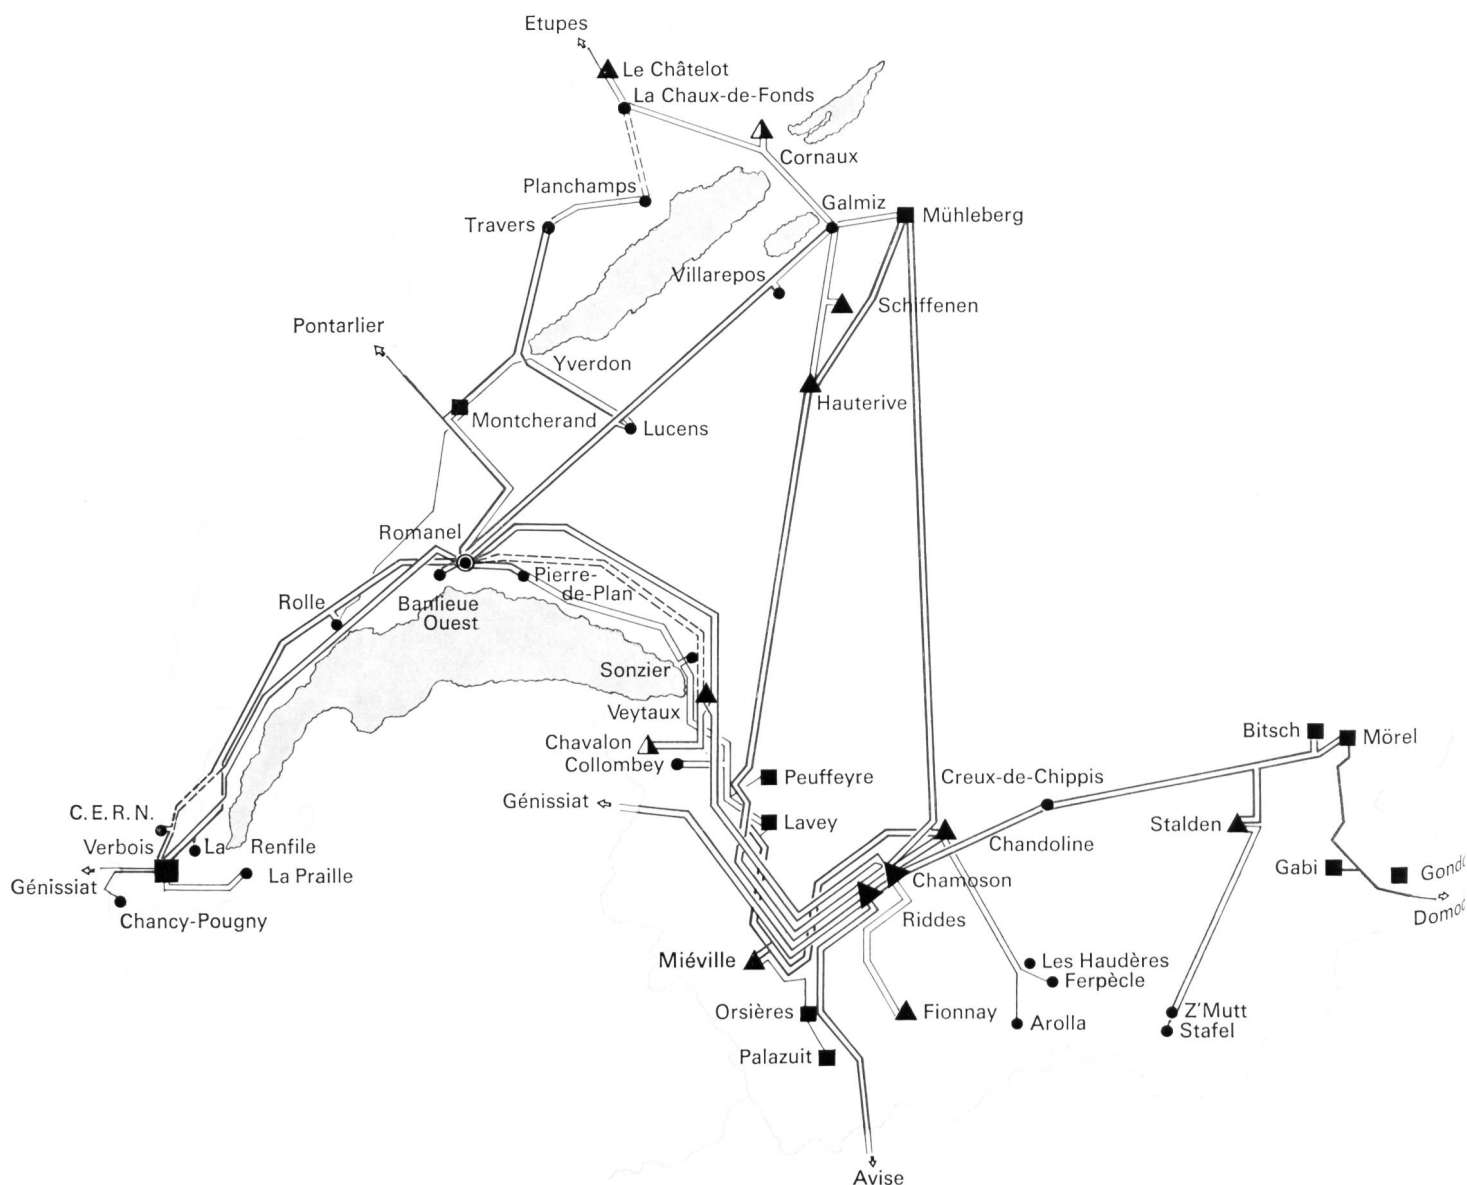 Etupes
Le Châtelot
La Chaux-de-Fonds
Cornaux
Planchamps
Galmiz
Mühleberg
Travers
Villarepos
Schiffenen
Pontarlier
Yverdon
Hauterive
Montcherand
Lucens
Romanel
Pierre-
de-Plan
Rolle
Banlieue
Ouest
Sonzier
Veytaux
Bitsch
Mörel
Chavalon
Collombey
Peuffeyre
Creux-de-Chippis
Génissiat
C.E.R.N.
Lavey
Stalden
Verbois
La Renfile
Chandoline
Génissiat
La Praille
Chamoson
Gabi
Chancy-Pougny
Riddes
Miéville
Les Haudères
Ferpècle
Orsières
Fionnay
Arolla
Z'Mutt
Stafel
Palazuit
Avise